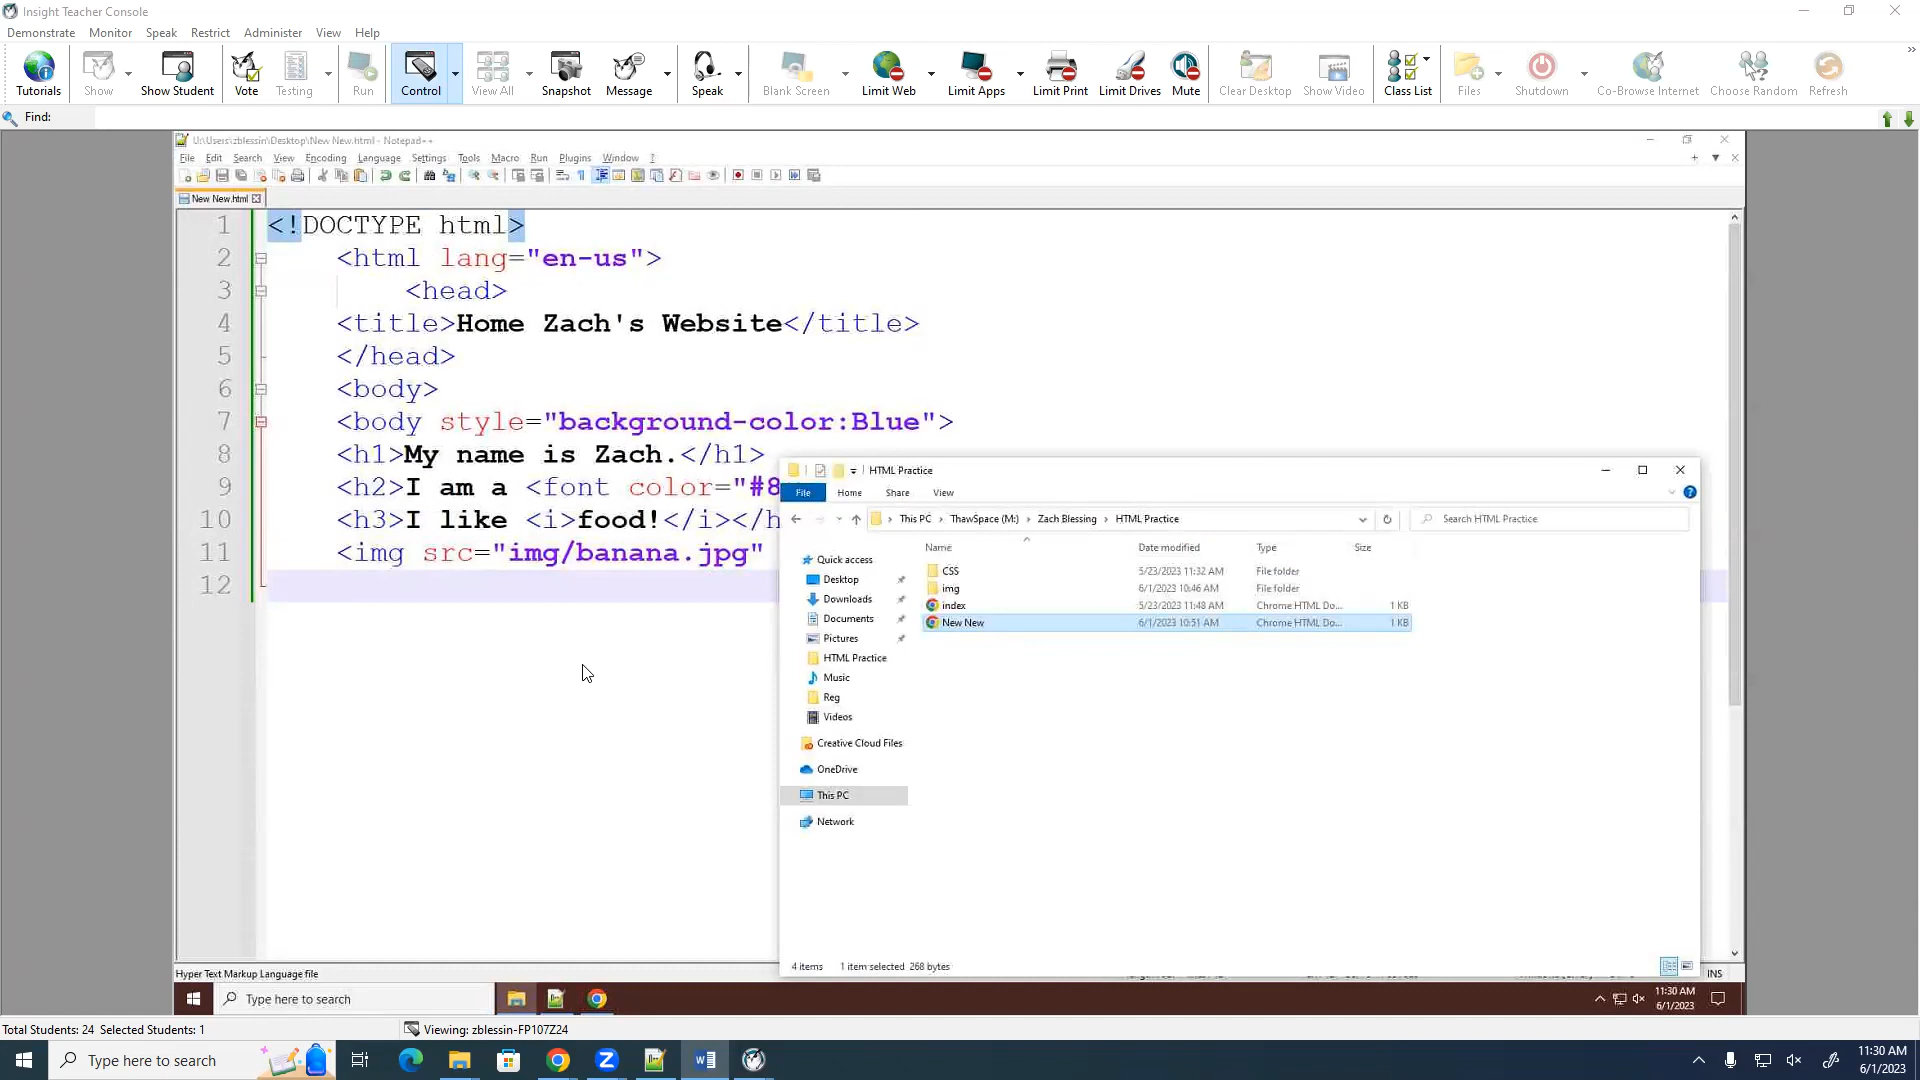 Insight Teacher Console
Demonstrate Monitor Speak Restrict Administer View Help
Tutorials Show Show Student Vote Testing Run Control View All Snapshot Message Speak Blank Screen Limit Web Limit Apps Limit Print Limit Drives Mute Clear Desktop Show Video Class List Files Shutdown Co-Browse Internet Choose Random Refresh
Find:
U:\Users\zblessin\Desktop\New New.html - Notepad++
File Edit Search View Encoding Language Settings Tools Macro Run Plugins Window ?
New New.html
1 <!DOCTYPE html>
2 <html lang="en-us">
3 <head>
4 <title>Home Zach's Website</title>
5 </head>
6 <body>
7 <body style="background-color:Blue">
8 <h1>My name is Zach.</h1>
9 <h2>I am a <font color="#8
10 <h3>I like <i>food!</i></h
11 <img src="img/banana.jpg"
12
HTML Practice
File Home Share View
This PC > ThawSpace (M:) > Zach Blessing > HTML Practice
Search HTML Practice
Name Date modified Type Size
CSS 5/23/2023 11:32 AM File folder
img 6/1/2023 10:46 AM File folder
index 5/23/2023 11:48 AM Chrome HTML Do... 1 KB
New New 6/1/2023 10:51 AM Chrome HTML Do... 1 KB
Quick access
Desktop
Downloads
Documents
Pictures
HTML Practice
Music
Reg
Videos
Creative Cloud Files
OneDrive
This PC
Network
4 items 1 item selected 268 bytes
Hyper Text Markup Language file
INS
Type here to search
11:30 AM
6/1/2023
Total Students: 24 Selected Students: 1
Viewing: zblessin-FP107Z24
Type here to search
11:30 AM
6/1/2023